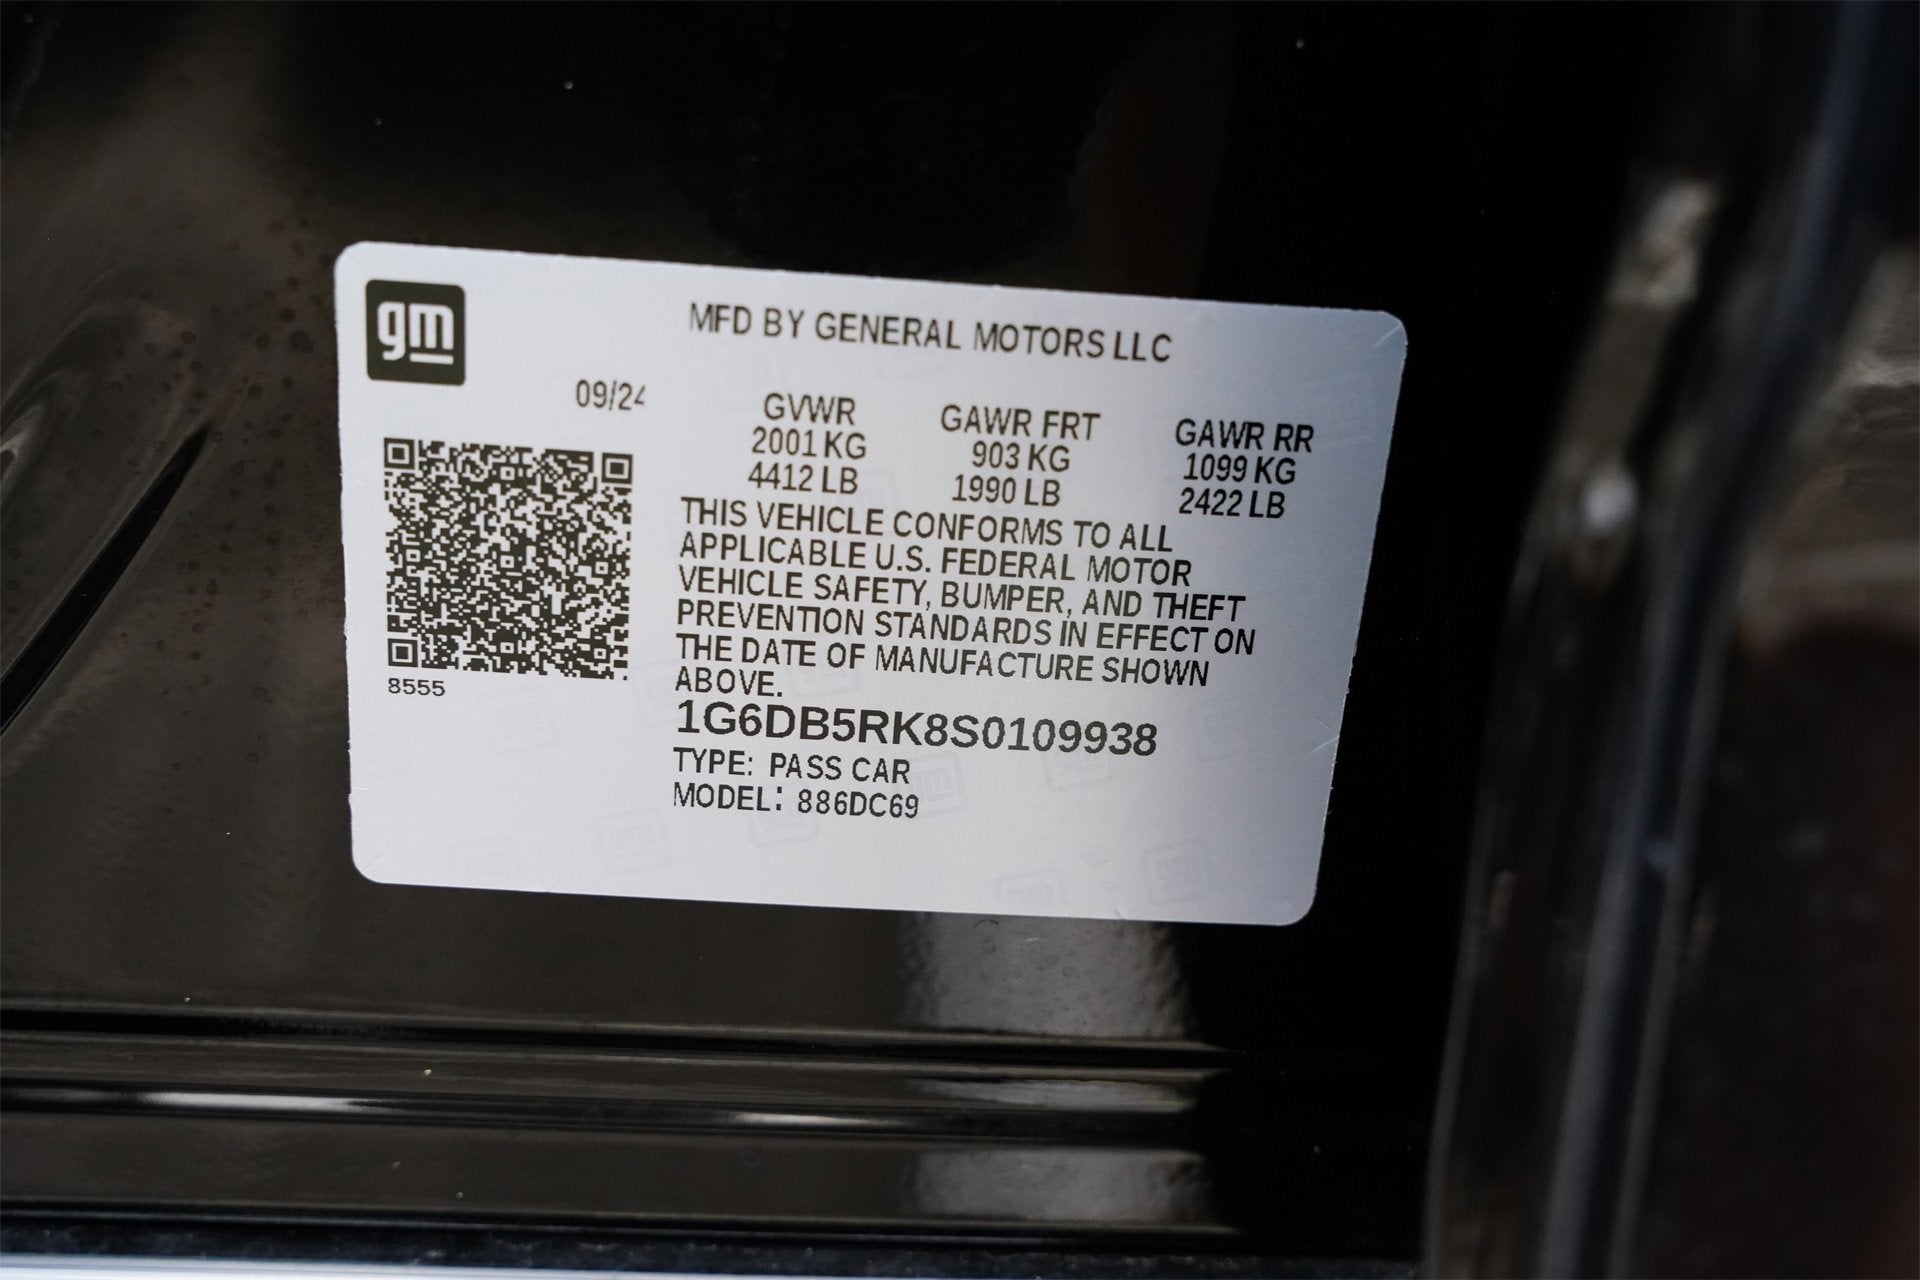 gm
MFD BY GENERAL MOTORS LLC
09/24
GVWR GAWR FRT GAWR RR
2001 KG 903 KG 1099 KG
4412 LB 1990 LB 2422 LB
THIS VEHICLE CONFORMS TO ALL
APPLICABLE U.S. FEDERAL MOTOR
VEHICLE SAFETY, BUMPER, AND THEFT
PREVENTION STANDARDS IN EFFECT ON
THE DATE OF MANUFACTURE SHOWN
ABOVE.
8555
1G6DB5RK8S0109938
TYPE: PASS CAR
MODEL: 886DC69